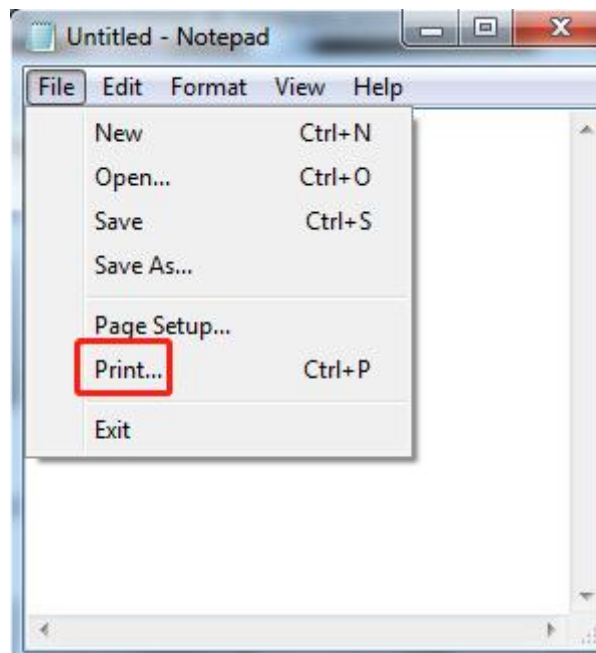 Untitled - Notepad
File Edit Format View Help
New Ctrl+N
Open... Ctrl+O
Save Ctrl+S
Save As...
Page Setup...
Print... Ctrl+P
Exit